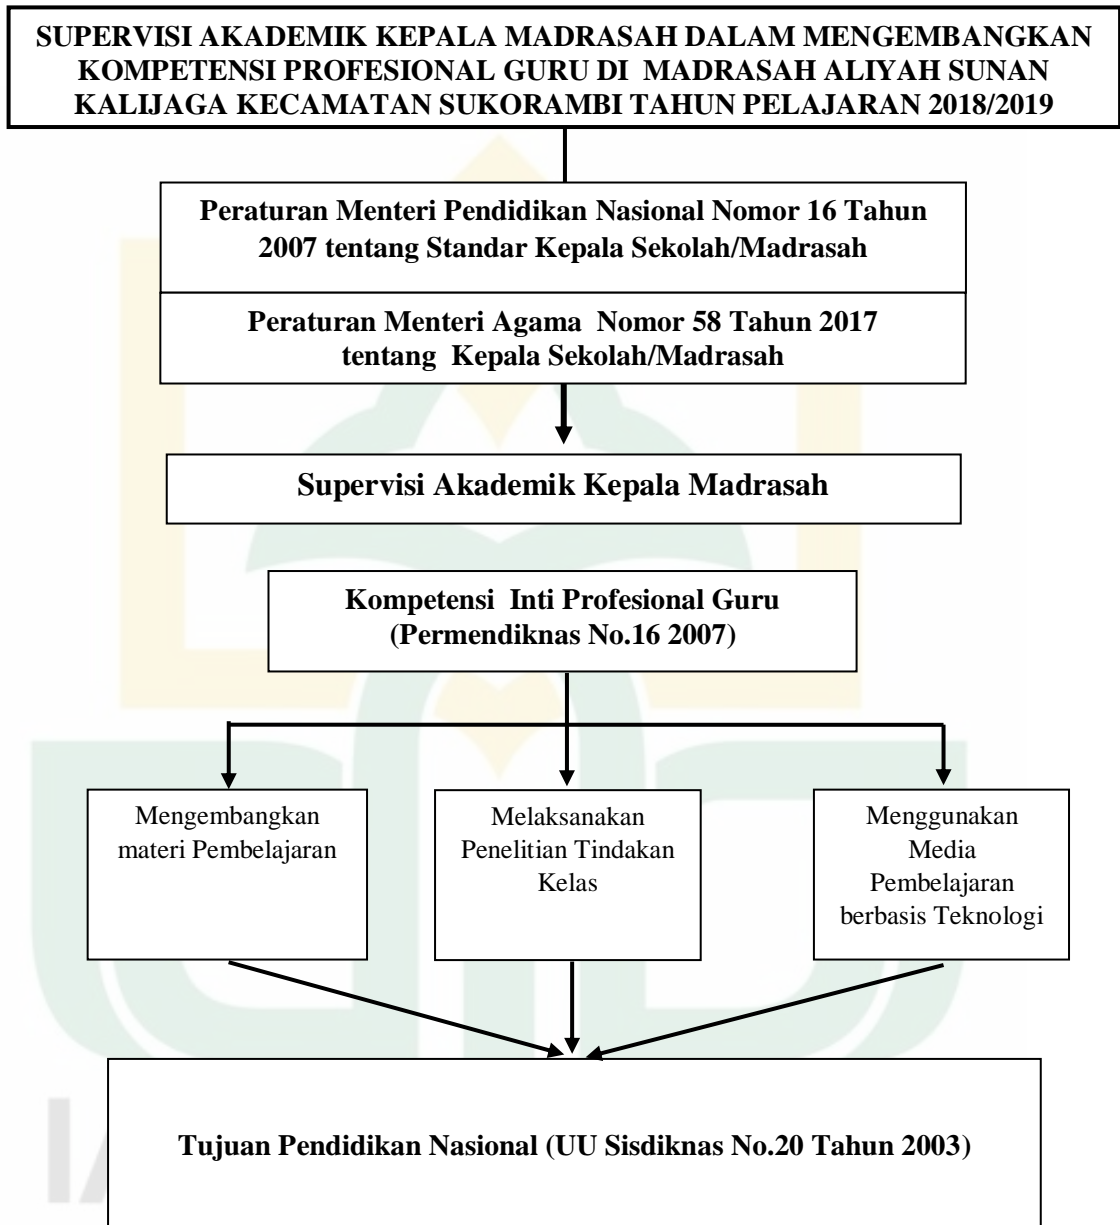 SUPERVISI AKADEMIK KEPALA MADRASAH DALAM MENGEMBANGKAN
KOMPETENSI PROFESIONAL GURU DI MADRASAH ALIYAH SUNAN
KALIJAGA KECAMATAN SUKORAMBI TAHUN PELAJARAN 2018/2019
Peraturan Menteri Pendidikan Nasional Nomor 16 Tahun
2007 tentang Standar Kepala Sekolah/Madrasah
Peraturan Menteri Agama Nomor 58 Tahun 2017
tentang Kepala Sekolah/Madrasah
Supervisi Akademik Kepala Madrasah
Kompetensi Inti Profesional Guru
(Permendiknas No.16 2007)
Mengembangkan
materi Pembelajaran
Melaksanakan
Penelitian Tindakan
Kelas
Menggunakan
Media
Pembelajaran
berbasis Teknologi
Tujuan Pendidikan Nasional (UU Sisdiknas No.20 Tahun 2003)